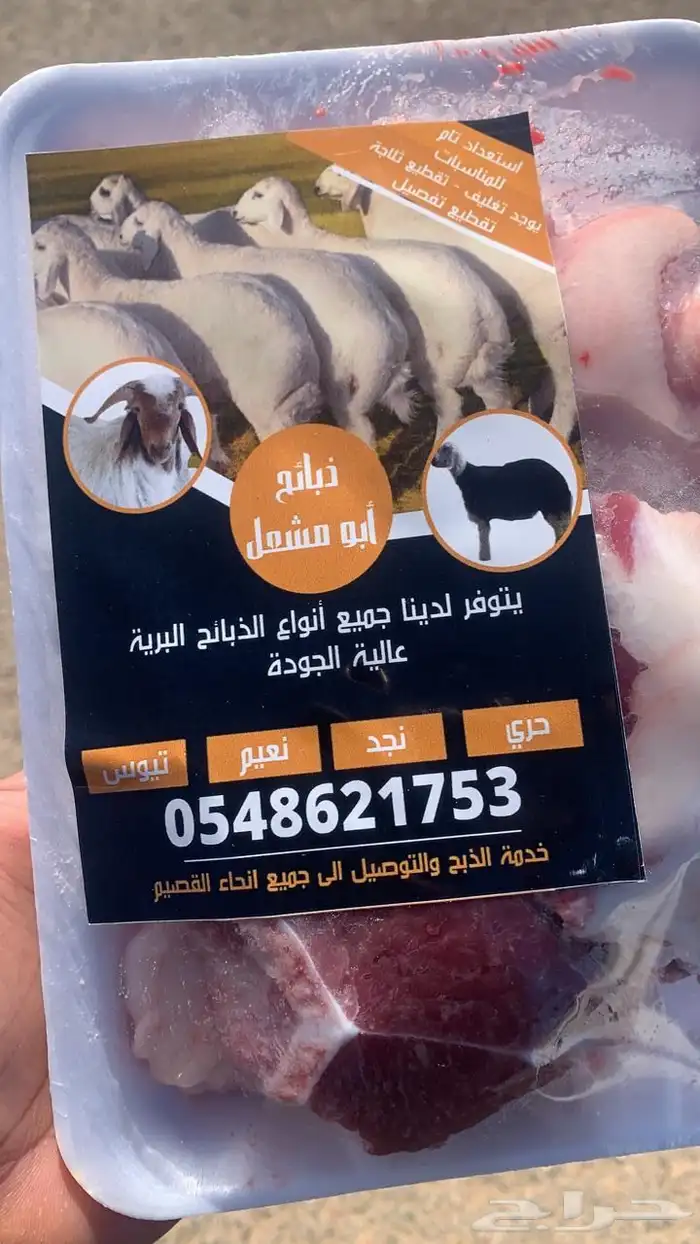 استعداد تام
للمناسبات
يوجد تغليف - تقطيع ثلاجة
تقطيع تفصيل
ذبائح
أبو مشعل
يتوفر لدينا جميع أنواع الذبائح البرية
عالية الجودة
حري
نجد
نعيم
تيوس
0548621753
خدمة الذبح والتوصيل الى جميع انحاء القصيم
حراج